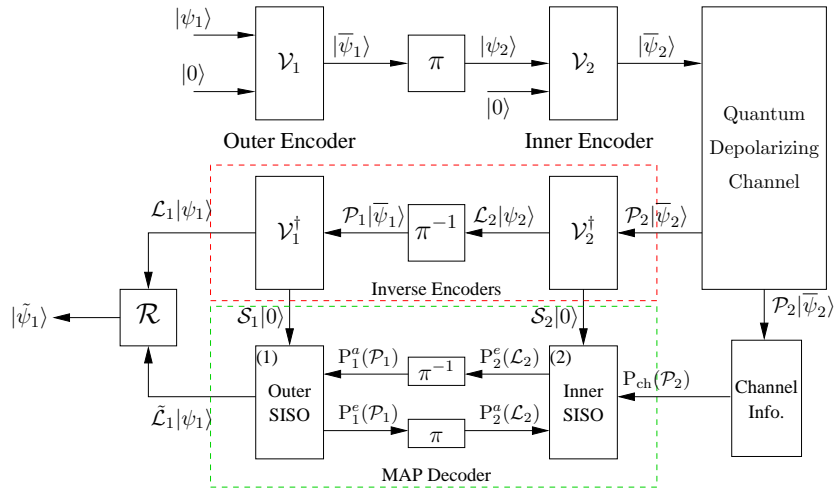 |ψ₁⟩
|0⟩
𝒱₁
|ψ̅₁⟩
π
|ψ₂⟩
|0⟩
𝒱₂
|ψ̅₂⟩
Quantum
Depolarizing
Channel
Outer Encoder
Inner Encoder
ℒ₁|ψ₁⟩
𝒱₁†
𝒫₁|ψ̅₁⟩
π⁻¹
ℒ₂|ψ₂⟩
𝒱₂†
𝒫₂|ψ̅₂⟩
Inverse Encoders
|ψ̃₁⟩
ℛ
𝒮₁|0⟩
𝒮₂|0⟩
𝒫₂|ψ̅₂⟩
(1)
Outer
SISO
P₁ᵃ(𝒫₁)
π⁻¹
P₂ᵉ(ℒ₂)
(2)
Inner
SISO
P_ch(𝒫₂)
Channel
Info.
ℒ̃₁|ψ₁⟩
P₁ᵉ(𝒫₁)
π
P₂ᵃ(ℒ₂)
MAP Decoder